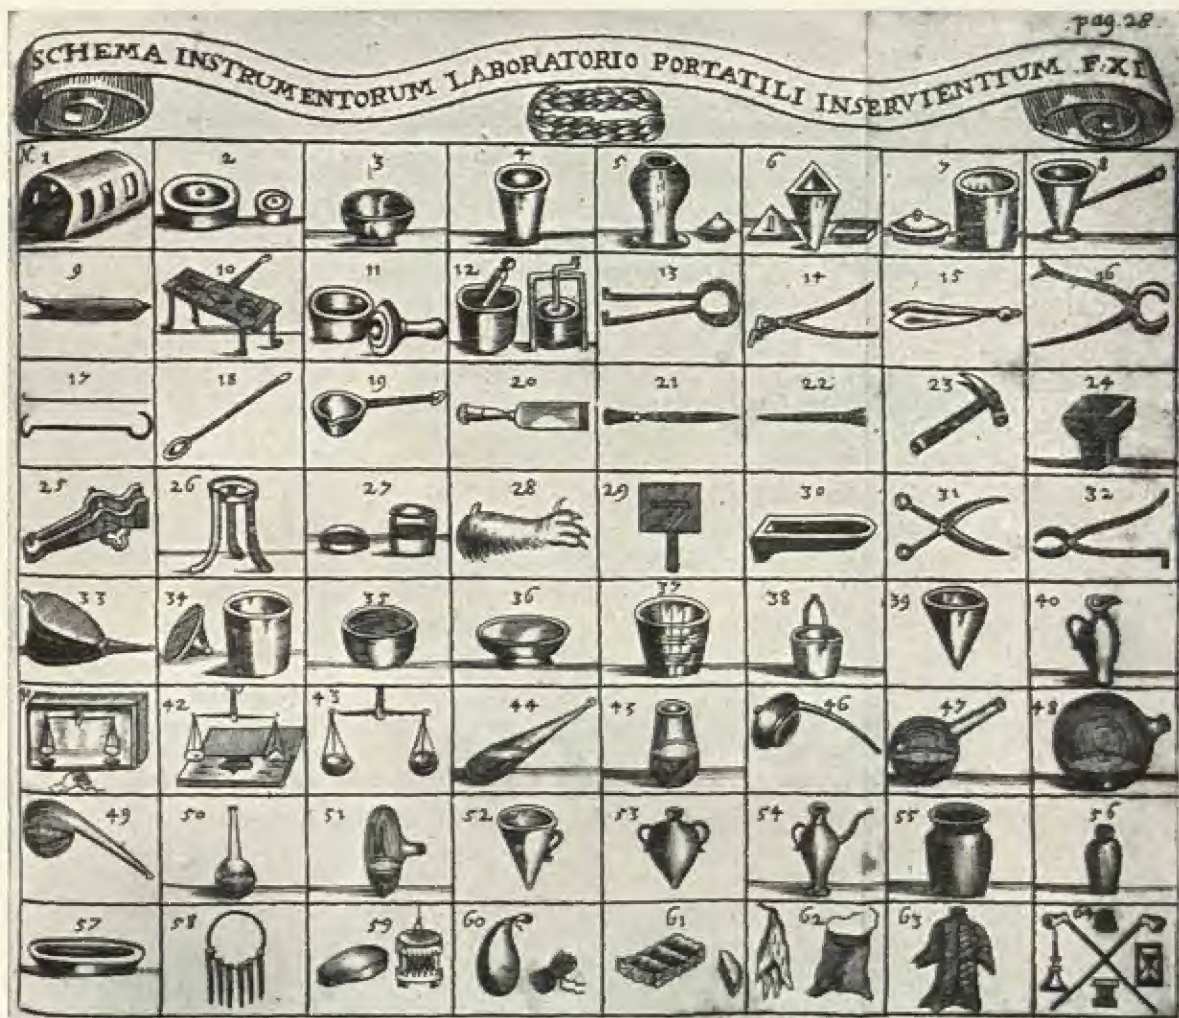 pag. 28
SCHEMA INSTRUMENTORUM LABORATORIO PORTATILI INSERVIENTIUM F. XI
N. 1 2 3 4 5 6 7 8
9 10 11 12 13 14 15 16
17 18 19 20 21 22 23 24
25 26 27 28 29 30 31 32
33 34 35 36 37 38 39 40
41 42 43 44 45 46 47 48
49 50 51 52 53 54 55 56
57 58 59 60 61 62 63 64